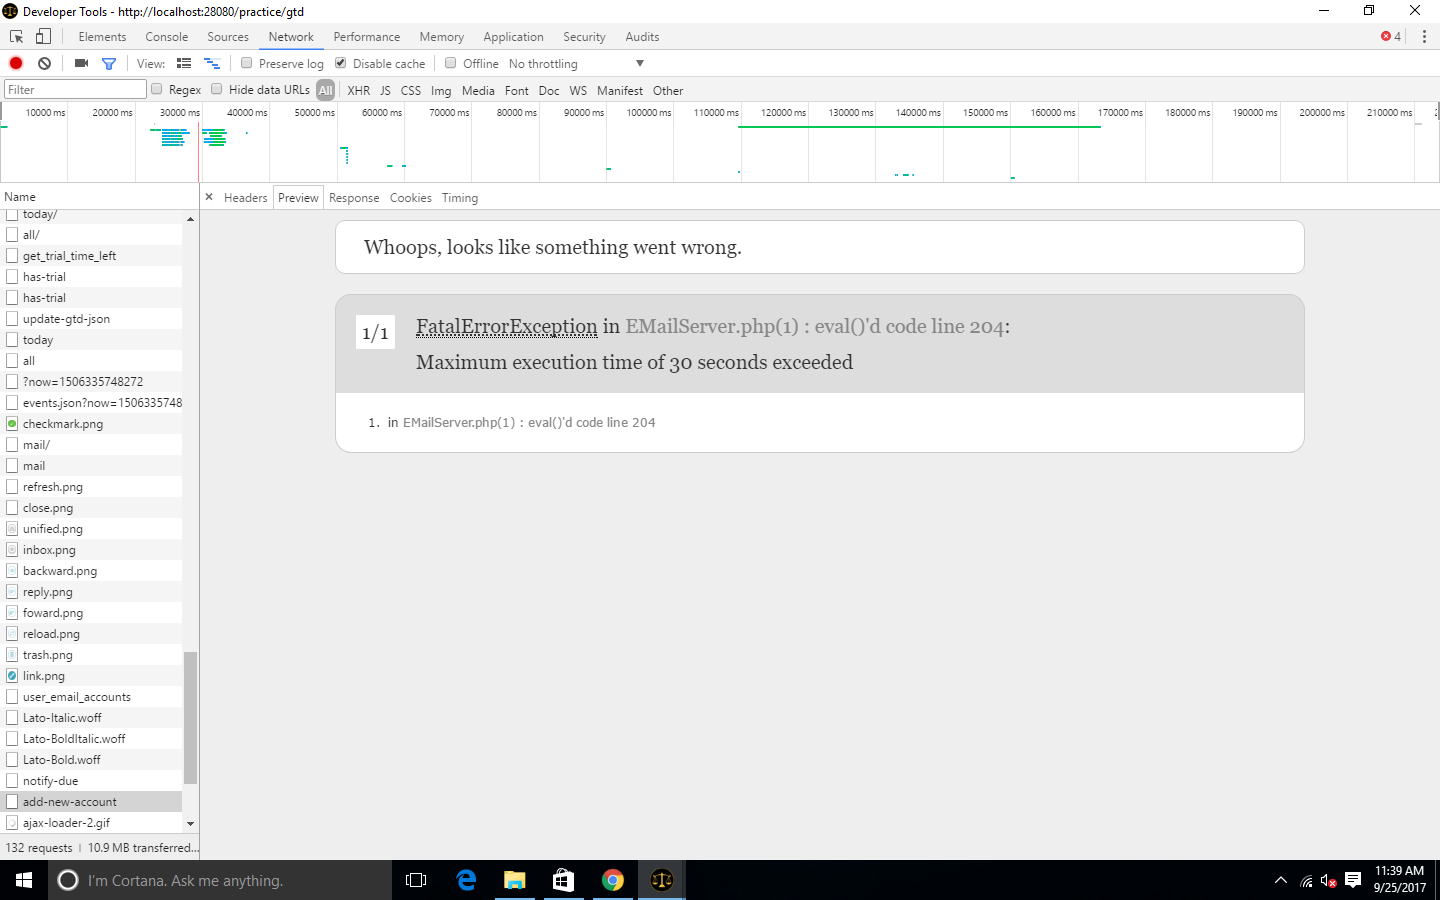 Developer Tools - http://localhost:28080/practice/gtd
Elements Console Sources Network Performance Memory Application Security Audits 4
View: Preserve log Disable cache Offline No throttling
Filter Regex Hide data URLs All XHR JS CSS Img Media Font Doc WS Manifest Other
10000 ms 20000 ms 30000 ms 40000 ms 50000 ms 60000 ms 70000 ms 80000 ms 90000 ms 100000 ms 110000 ms 120000 ms 130000 ms 140000 ms 150000 ms 160000 ms 170000 ms 180000 ms 190000 ms 200000 ms 210000 ms
Name
× Headers Preview Response Cookies Timing
today/
all/
get_trial_time_left
has-trial
has-trial
update-gtd-json
today
all
?now=1506335748272
events.json?now=1506335748
checkmark.png
mail/
mail
refresh.png
close.png
unified.png
inbox.png
backward.png
reply.png
foward.png
reload.png
trash.png
link.png
user_email_accounts
Lato-Italic.woff
Lato-BoldItalic.woff
Lato-Bold.woff
notify-due
add-new-account
ajax-loader-2.gif
132 requests | 10.9 MB transferred...
Whoops, looks like something went wrong.
1/1
FatalErrorException in EMailServer.php(1) : eval()'d code line 204:
Maximum execution time of 30 seconds exceeded
1. in EMailServer.php(1) : eval()'d code line 204
I'm Cortana. Ask me anything.
11:39 AM
9/25/2017